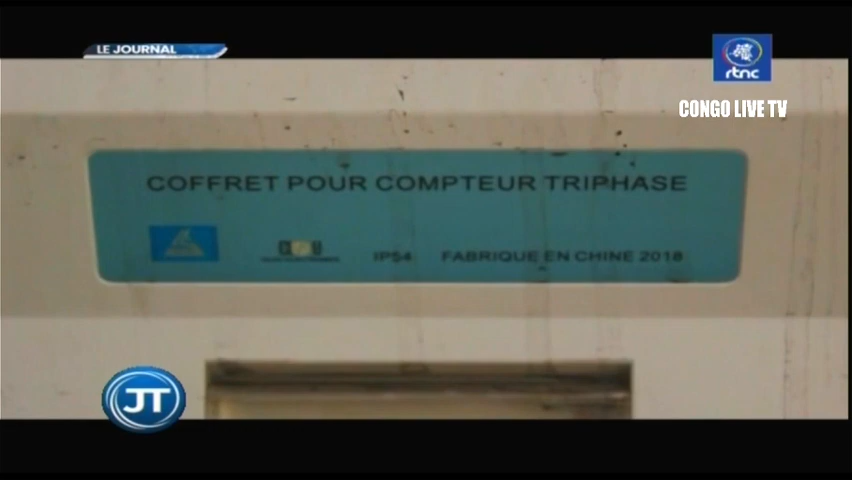 LE JOURNAL
rtnc
CONGO LIVE TV
COFFRET POUR COMPTEUR TRIPHASE
IP54 FABRIQUE EN CHINE 2018
JT